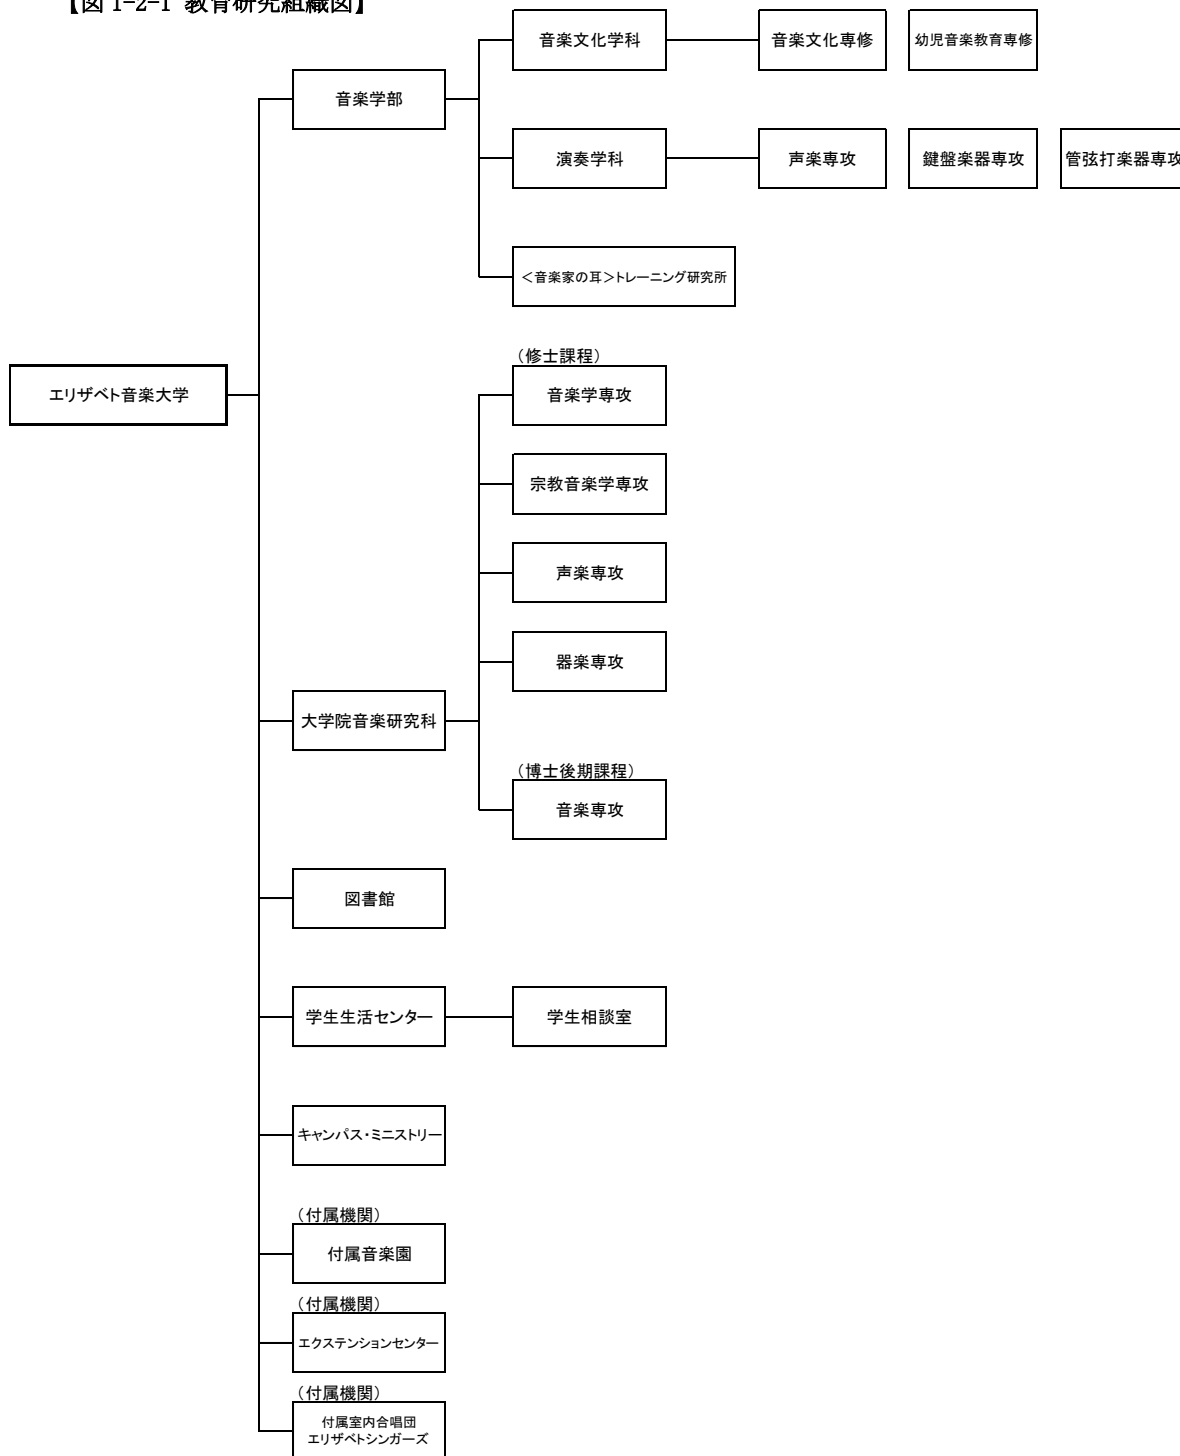 【図 1-2-1 教育研究組織図】
音楽文化学科
音楽文化専修
幼児音楽教育専修
音楽学部
演奏学科
声楽専攻
鍵盤楽器専攻
管弦打楽器専攻
＜音楽家の耳＞トレーニング研究所
（修士課程）
エリザベト音楽大学
音楽学専攻
宗教音楽学専攻
声楽専攻
器楽専攻
大学院音楽研究科
（博士後期課程）
音楽専攻
図書館
学生生活センター
学生相談室
キャンパス・ミニストリー
（付属機関）
付属音楽園
（付属機関）
エクステンションセンター
（付属機関）
付属室内合唱団
エリザベトシンガーズ